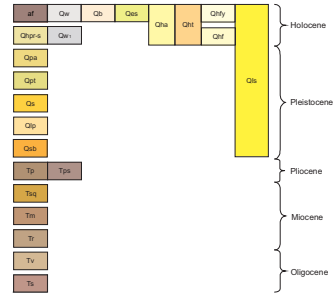 af Qw Qb Qes Qha Qht Qhfy Qls Holocene
Qhpr-s Qw1 Qhf
Qpa
Qpt
Qs Pleistocene
Qlp
Qsb
Tp Tps Pliocene
Tsq
Tm Miocene
Tr
Tv Oligocene
Ts